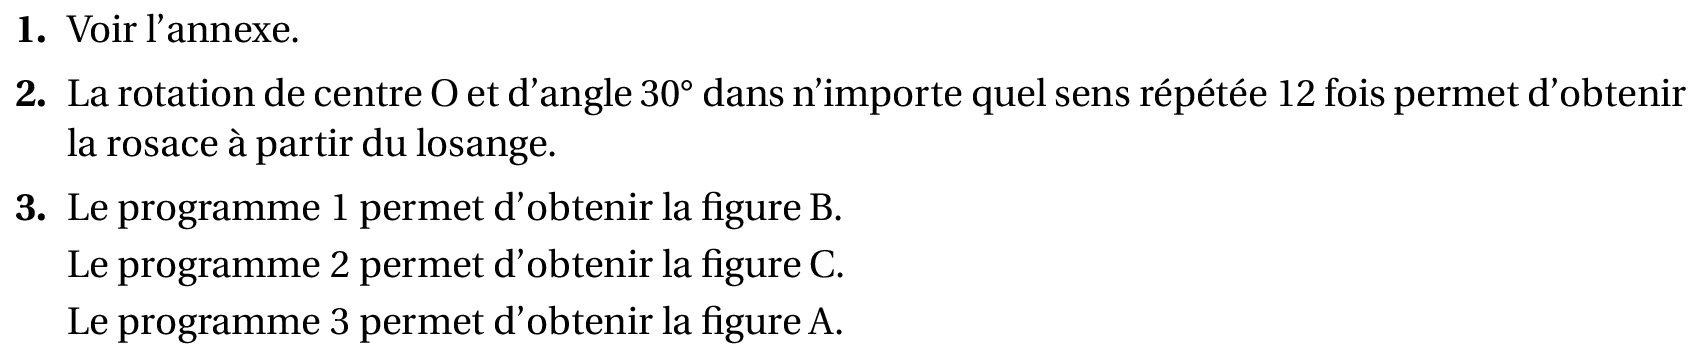 1. Voir l’annexe.
2. La rotation de centre O et d’angle 30° dans n’importe quel sens répétée 12 fois permet d’obtenir
la rosace à partir du losange.
3. Le programme 1 permet d’obtenir la figure B.
Le programme 2 permet d’obtenir la figure C.
Le programme 3 permet d’obtenir la figure A.